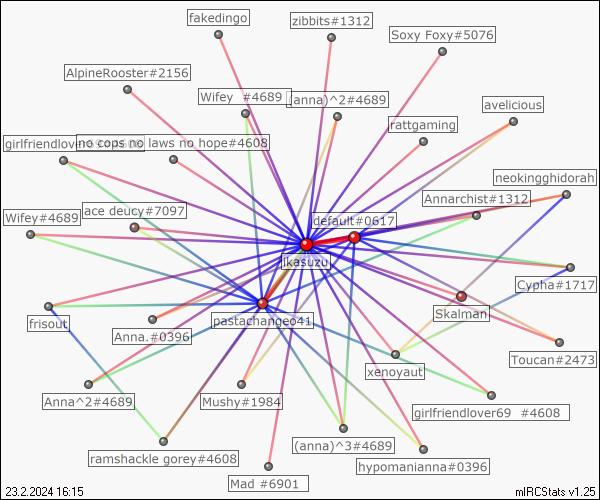 fakedingo
zibbits#1312
Soxy Foxy#5076
AlpineRooster#2156
Wifey #4689
(anna)^2#4689
avelicious
rattgaming
girlfriendlover
no cops no laws no hope#4608
neokingghidorah
Annarchist#1312
Wifey#4689
ace deucy#7097
default#0617
ikasuzu
Cypha#1717
Skalman
pastachange41
frisout
Anna.#0396
Toucan#2473
xenoyaut
Anna^2#4689
Mushy#1984
girlfriendlover69 #4608
(anna)^3#4689
ramshackle gorey#4608
hypomanianna#0396
Mad #6901
23.2.2024 16:15
mIRCStats v1.25